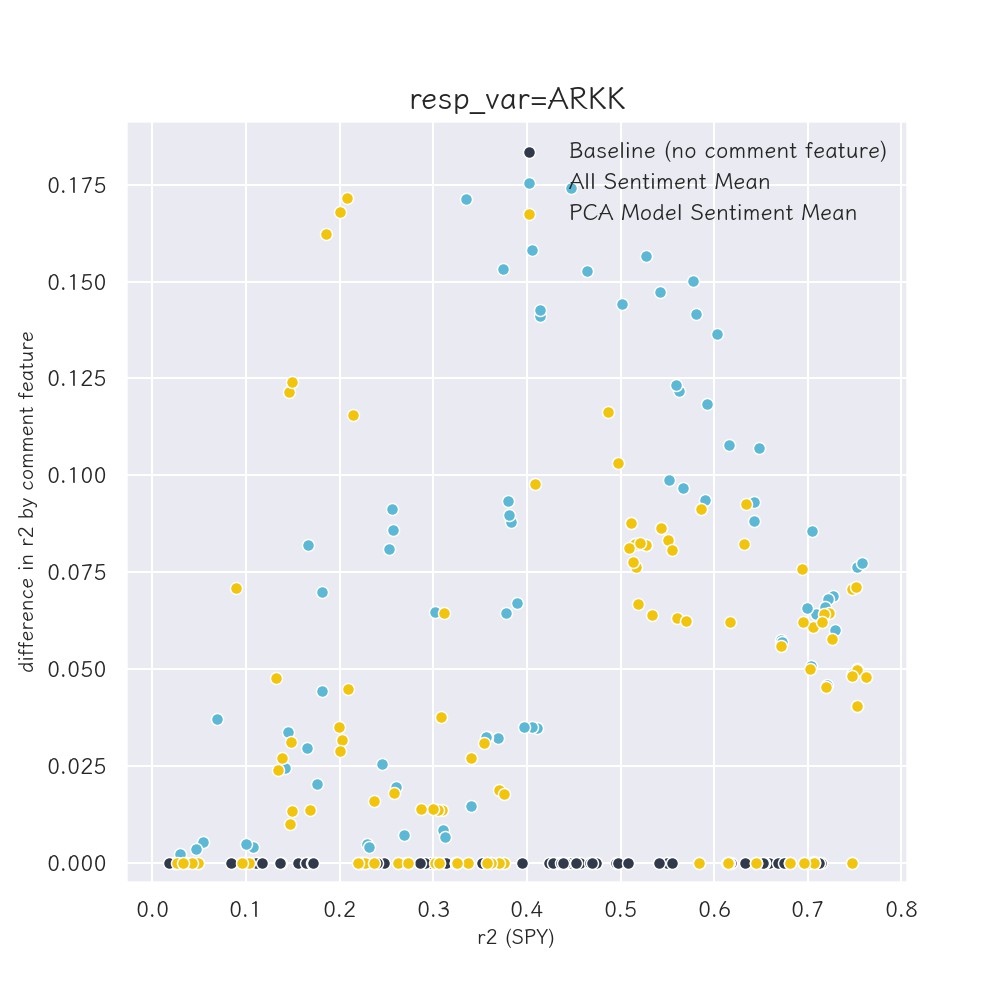 resp_var=ARKK
Baseline (no comment feature)
All Sentiment Mean
PCA Model Sentiment Mean
difference in r2 by comment feature
0.175
0.150
0.125
0.100
0.075
0.050
0.025
0.000
0.0 0.1 0.2 0.3 0.4 0.5 0.6 0.7 0.8
r2 (SPY)